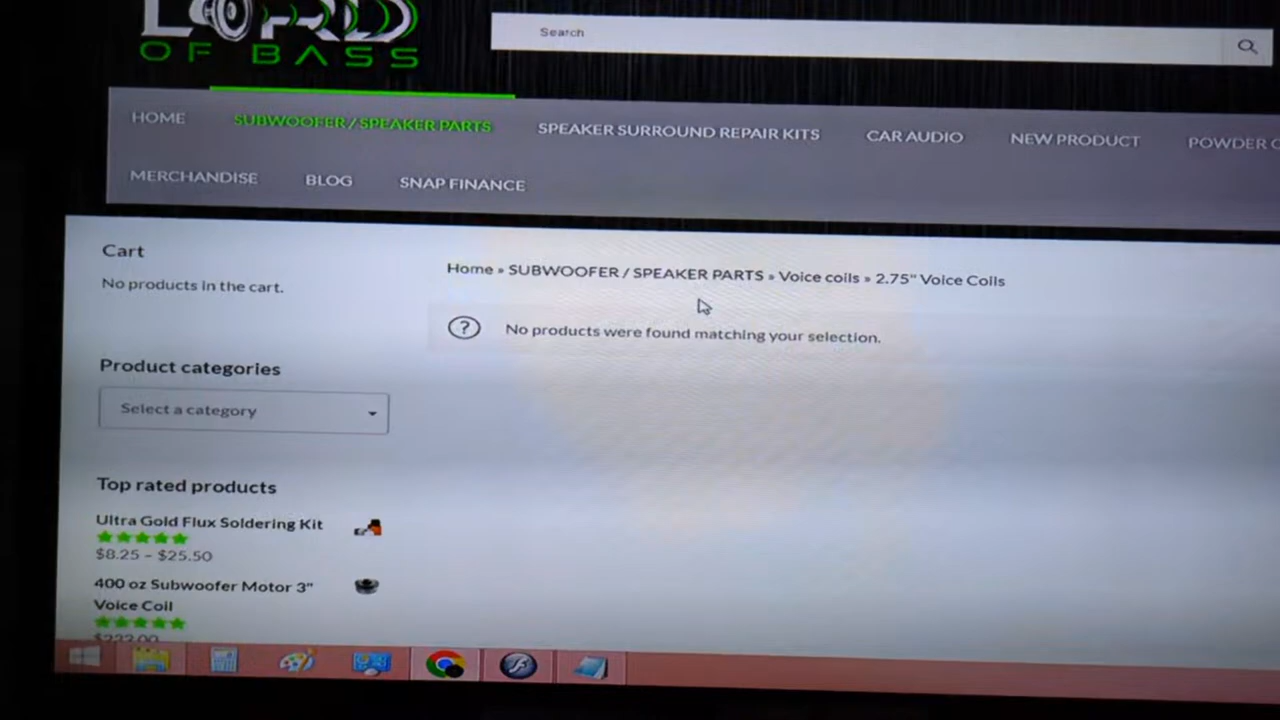 LORD
OF BASS
Search
HOME
SUBWOOFER / SPEAKER PARTS
SPEAKER SURROUND REPAIR KITS
CAR AUDIO
NEW PRODUCT
POWDER C
MERCHANDISE
BLOG
SNAP FINANCE
Cart
No products in the cart.
Home » SUBWOOFER / SPEAKER PARTS » Voice coils » 2.75" Voice Coils
? No products were found matching your selection.
Product categories
Select a category
Top rated products
Ultra Gold Flux Soldering Kit
$8.25 – $25.50
400 oz Subwoofer Motor 3"
Voice Coil